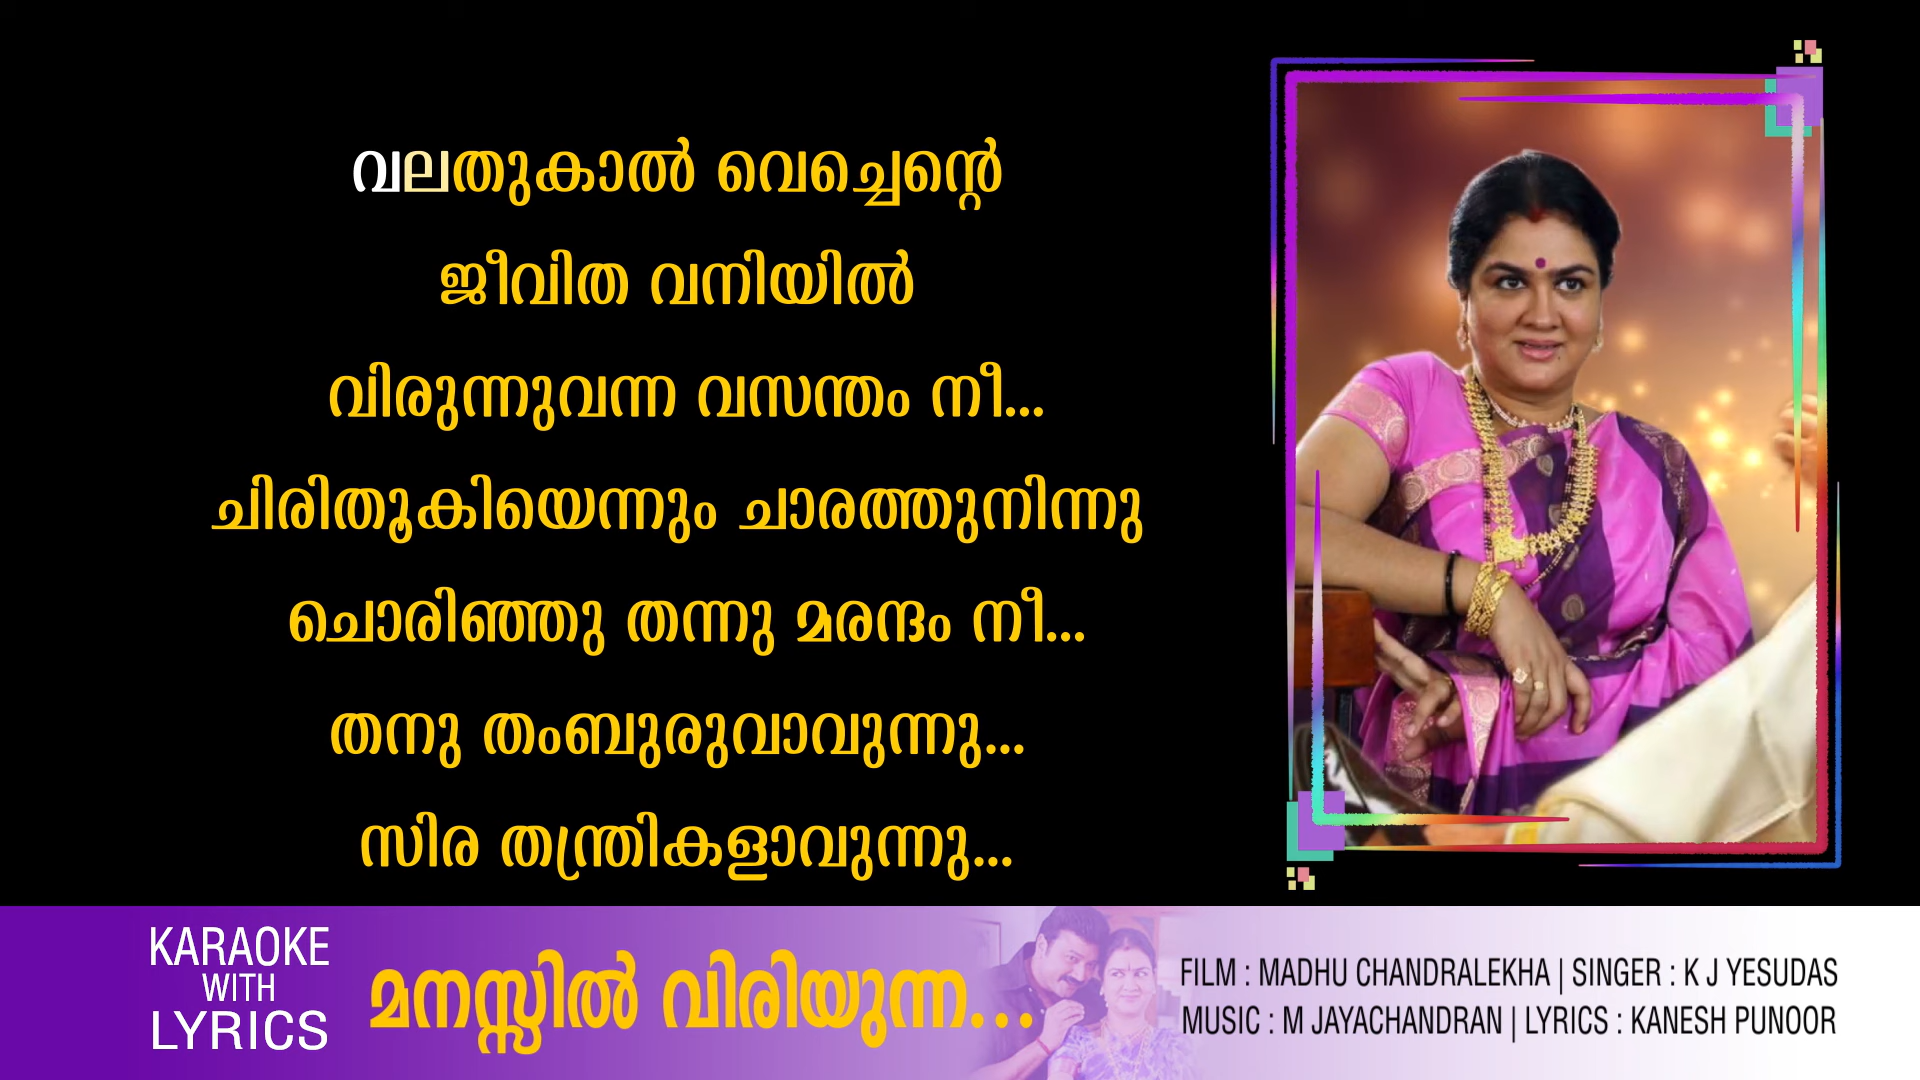 വലതുകാൽ വെച്ചെന്റെ
ജീവിത വനിയിൽ
വിരുന്നുവന്ന വസന്തം നീ...
ചിരിതൂകിയെന്നും ചാരത്തുനിന്നു
ചൊരിഞ്ഞു തന്നു മരന്ദം നീ...
തനു തംബുരുവാവുന്നു...
സിര തന്ത്രികളാവുന്നു...
KARAOKE
WITH
LYRICS
മനസ്സിൽ വിരിയുന്ന...
FILM : MADHU CHANDRALEKHA | SINGER : K J YESUDAS
MUSIC : M JAYACHANDRAN | LYRICS : KANESH PUNOOR